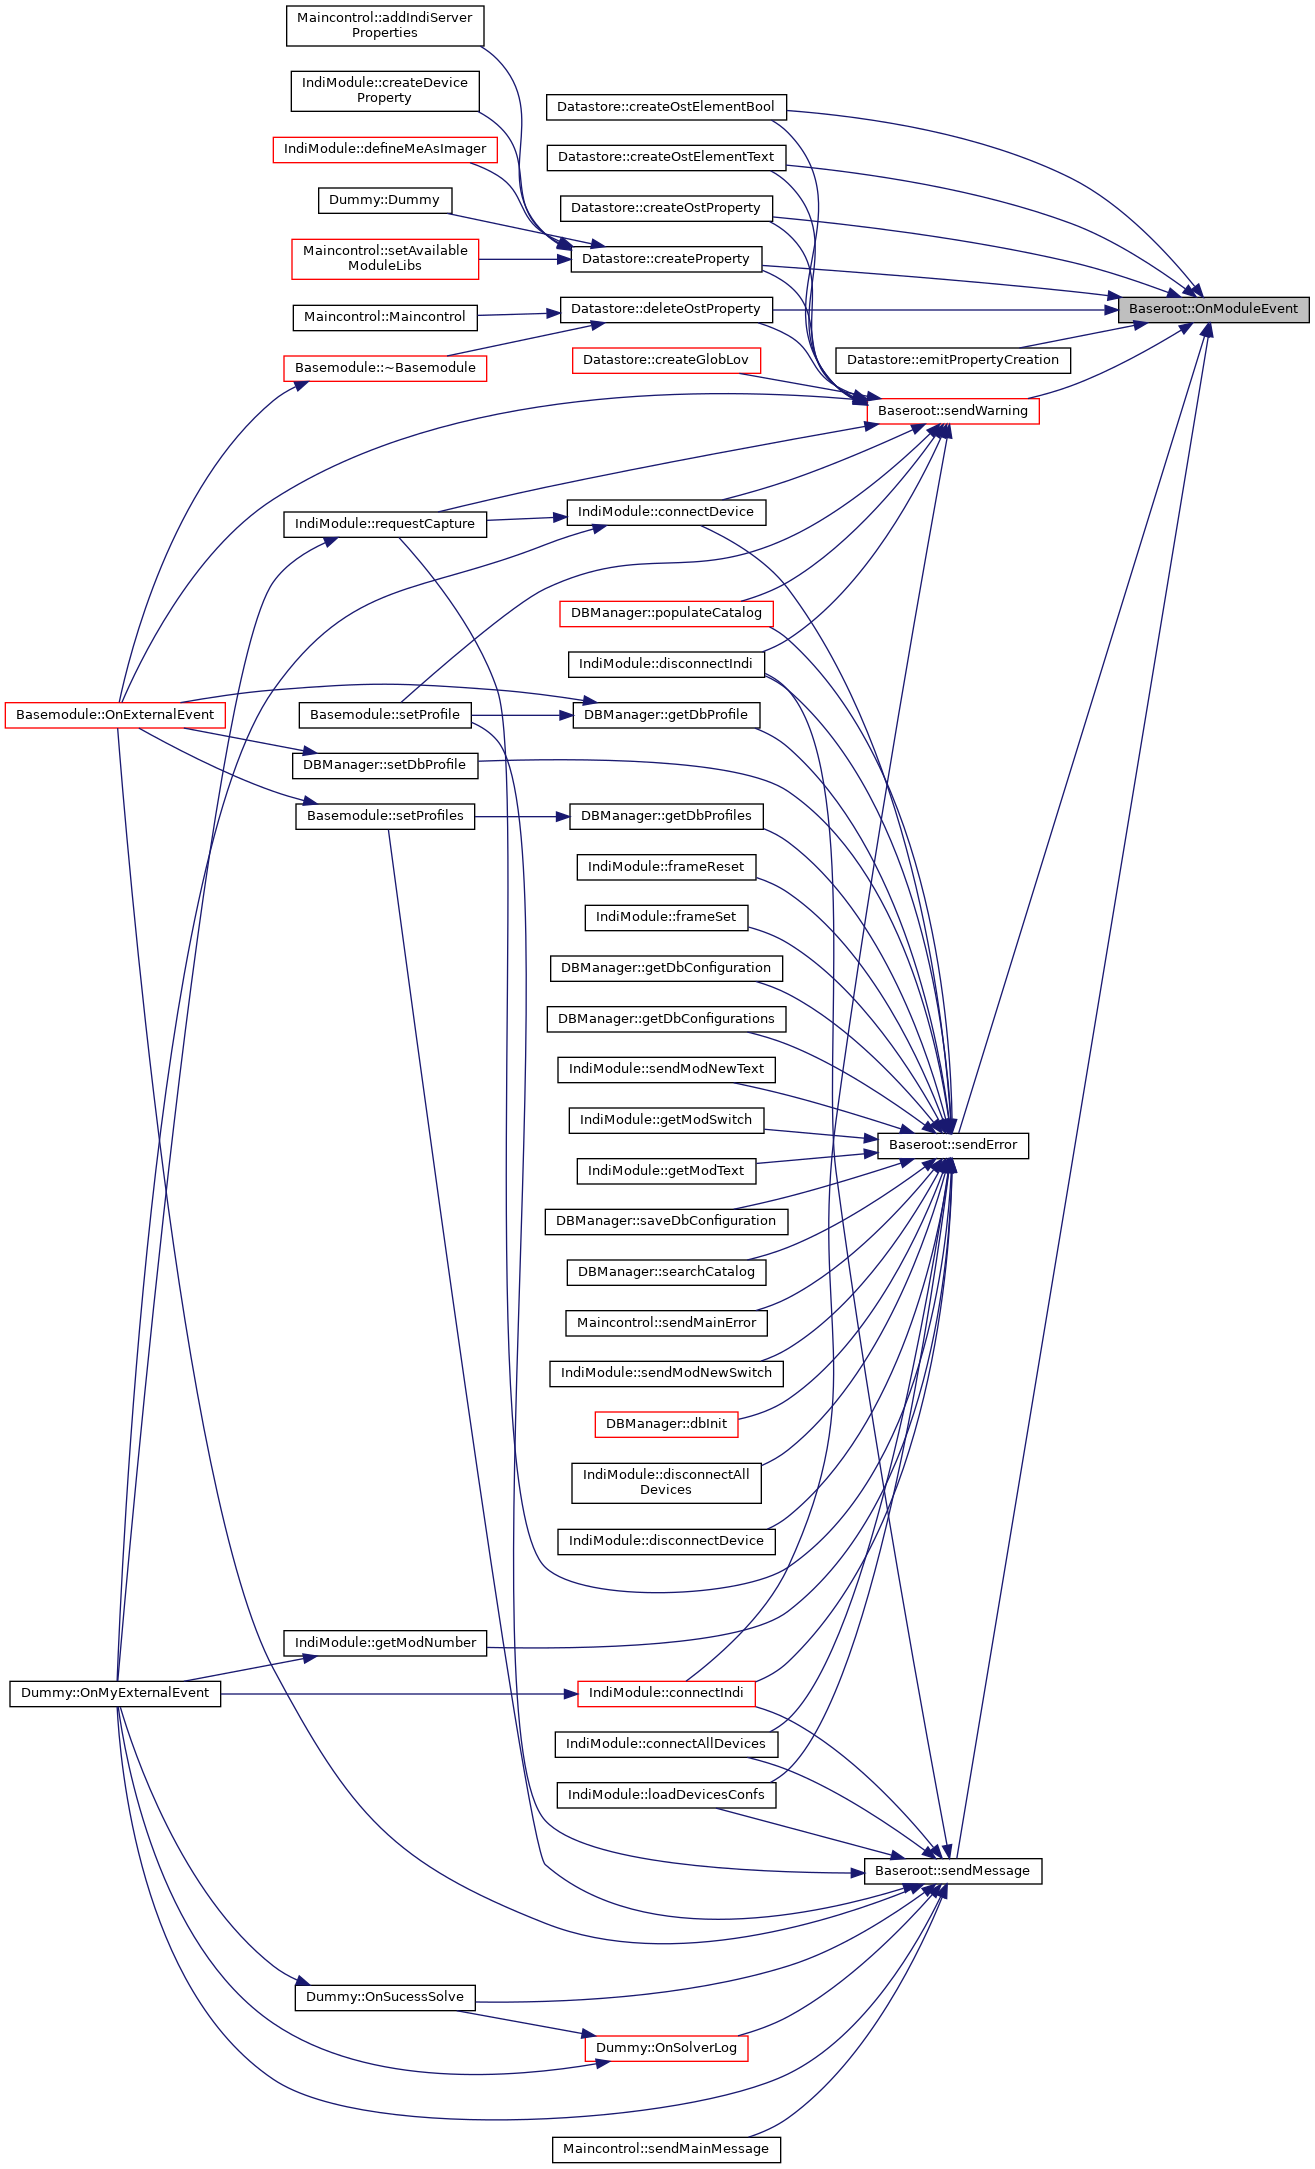 Maincontrol::addIndiServer
Properties
IndiModule::createDevice
Property
IndiModule::defineMeAsImager
Dummy::Dummy
Maincontrol::setAvailable
ModuleLibs
Maincontrol::Maincontrol
Basemodule::~Basemodule
IndiModule::requestCapture
Basemodule::OnExternalEvent
Basemodule::setProfile
DBManager::setDbProfile
Basemodule::setProfiles
IndiModule::getModNumber
Dummy::OnMyExternalEvent
Dummy::OnSucessSolve
Datastore::createOstElementBool
Datastore::createOstElementText
Datastore::createOstProperty
Datastore::createProperty
Datastore::deleteOstProperty
Datastore::createGlobLov
IndiModule::connectDevice
DBManager::populateCatalog
IndiModule::disconnectIndi
DBManager::getDbProfile
DBManager::getDbProfiles
IndiModule::frameReset
IndiModule::frameSet
DBManager::getDbConfiguration
DBManager::getDbConfigurations
IndiModule::sendModNewText
IndiModule::getModSwitch
IndiModule::getModText
DBManager::saveDbConfiguration
DBManager::searchCatalog
Maincontrol::sendMainError
IndiModule::sendModNewSwitch
DBManager::dbInit
IndiModule::disconnectAll
Devices
IndiModule::disconnectDevice
IndiModule::connectIndi
IndiModule::connectAllDevices
IndiModule::loadDevicesConfs
Dummy::OnSolverLog
Maincontrol::sendMainMessage
Datastore::emitPropertyCreation
Baseroot::sendWarning
Baseroot::sendError
Baseroot::sendMessage
Baseroot::OnModuleEvent